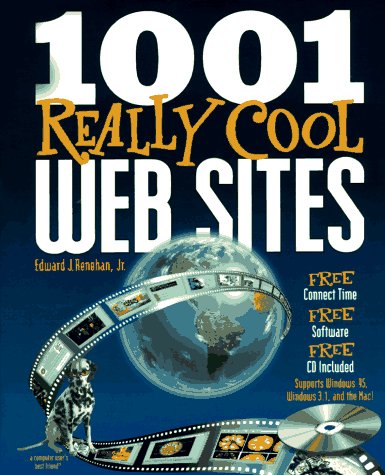 1001
REALLY COOL
WEB SITES
Edward J. Renehan, Jr.
FREE
Connect Time
FREE
Software
FREE
CD Included
Supports Windows 95,
Windows 3.1, and the Mac!
a computer user's
best friend™